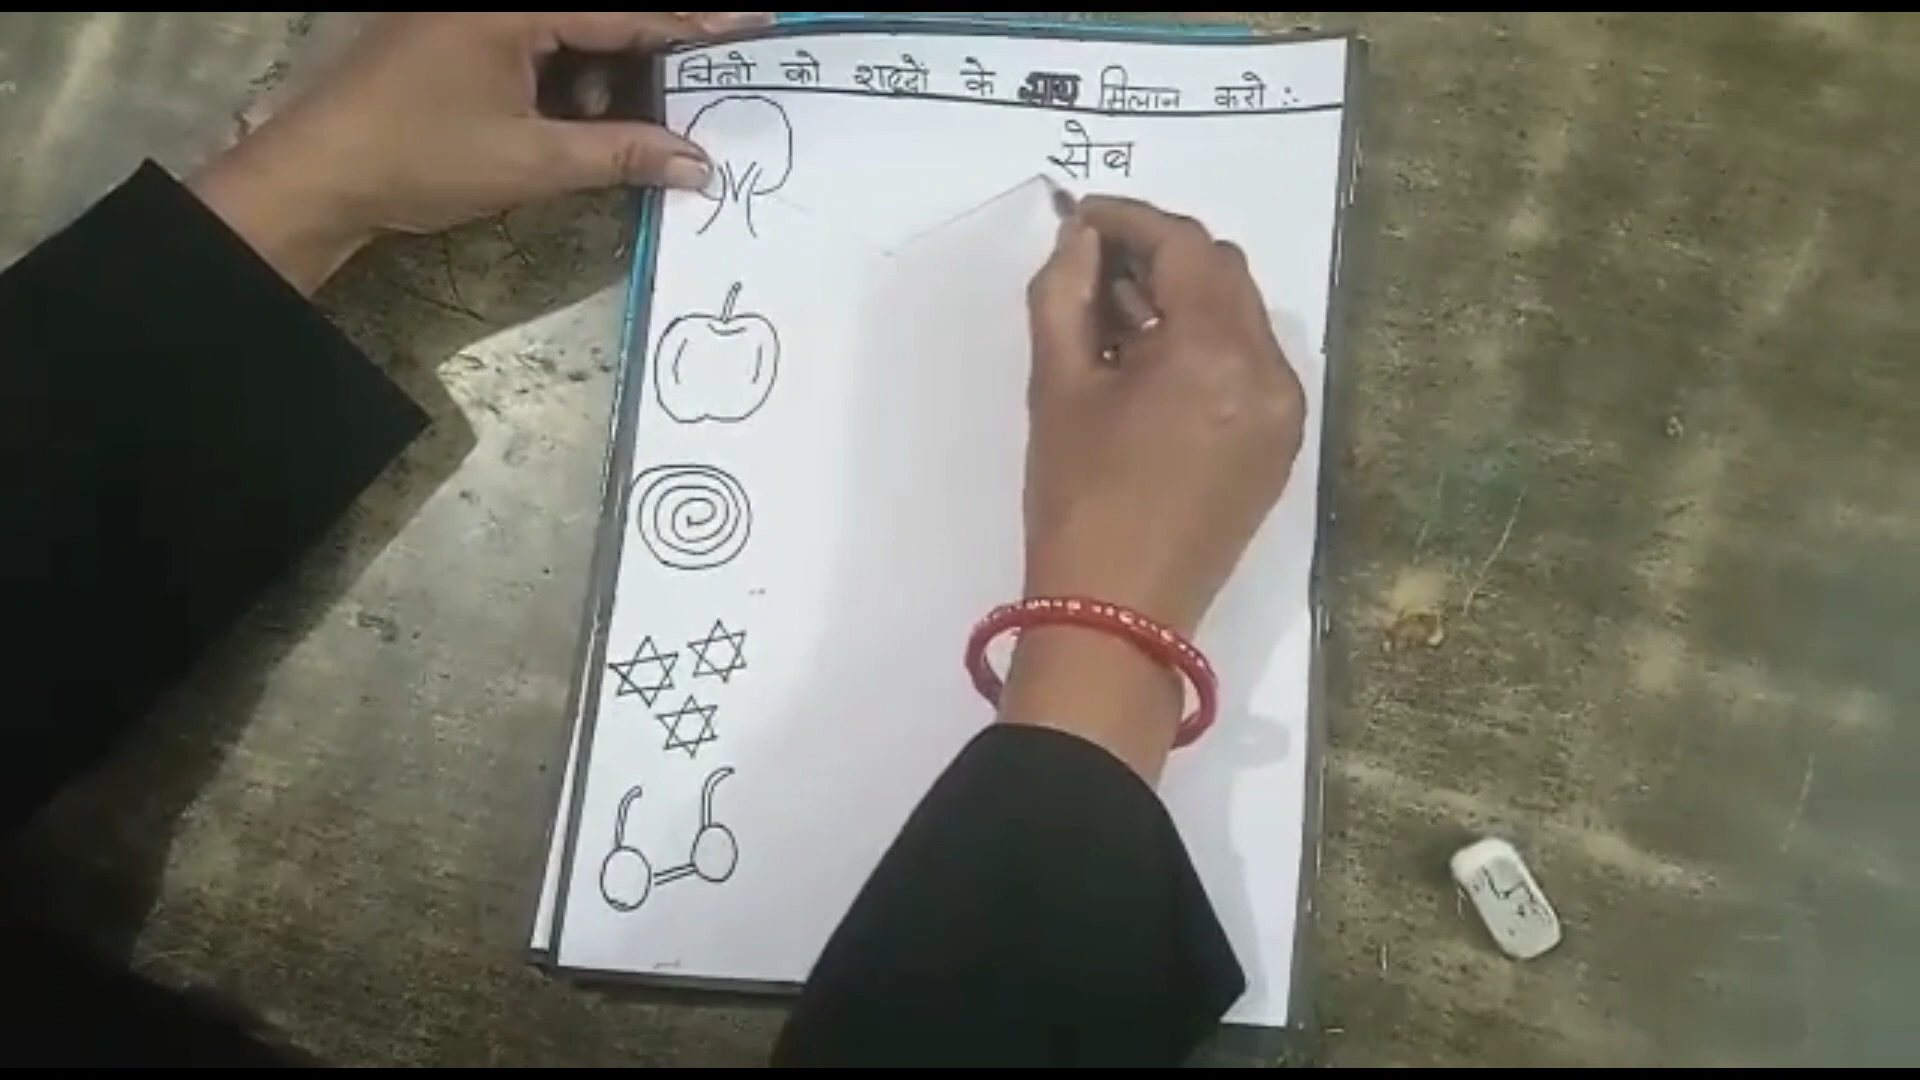 चित्रो को शब्दों के साथ मिलान करो :-
सेब